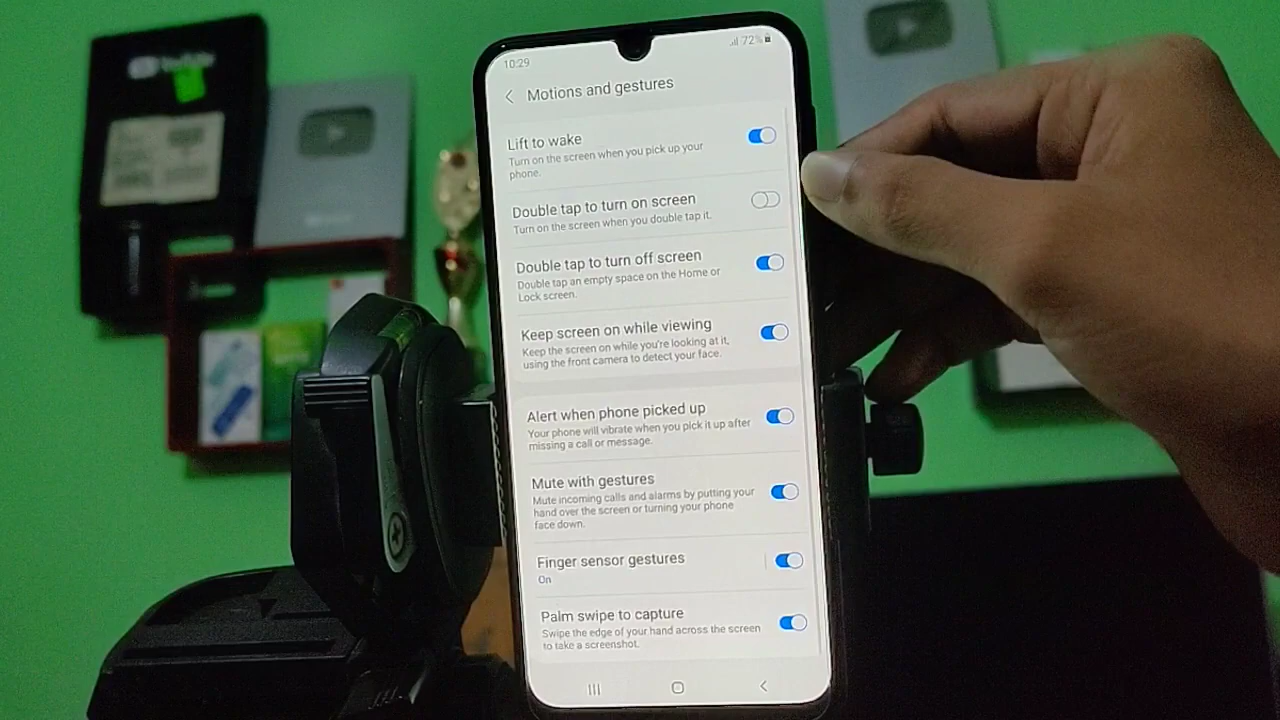 10:29
72%
Motions and gestures
Lift to wake
Turn on the screen when you pick up your
phone.
Double tap to turn on screen
Turn on the screen when you double tap it.
Double tap to turn off screen
Double tap an empty space on the Home or
Lock screen.
Keep screen on while viewing
Keep the screen on while you're looking at it,
using the front camera to detect your face.
Alert when phone picked up
Your phone will vibrate when you pick it up after
missing a call or message.
Mute with gestures
Mute incoming calls and alarms by putting your
hand over the screen or turning your phone
face down.
Finger sensor gestures
On
Palm swipe to capture
Swipe the edge of your hand across the screen
to take a screenshot.